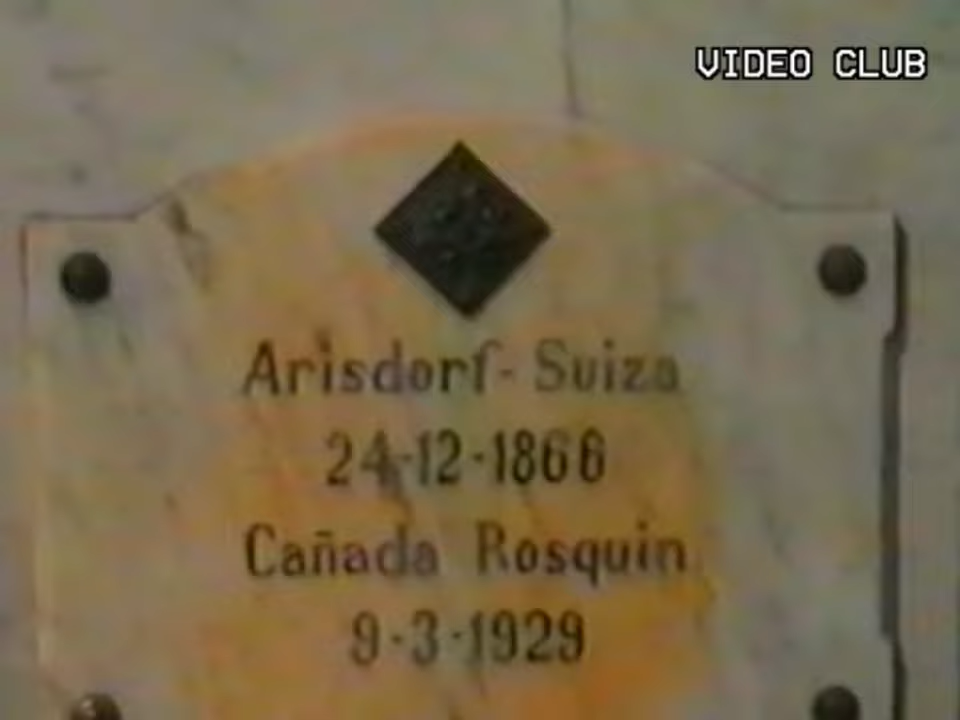 VIDEO CLUB
Arisdorf - Suiza
24-12-1866
Cañada Rosquin
9-3-1929